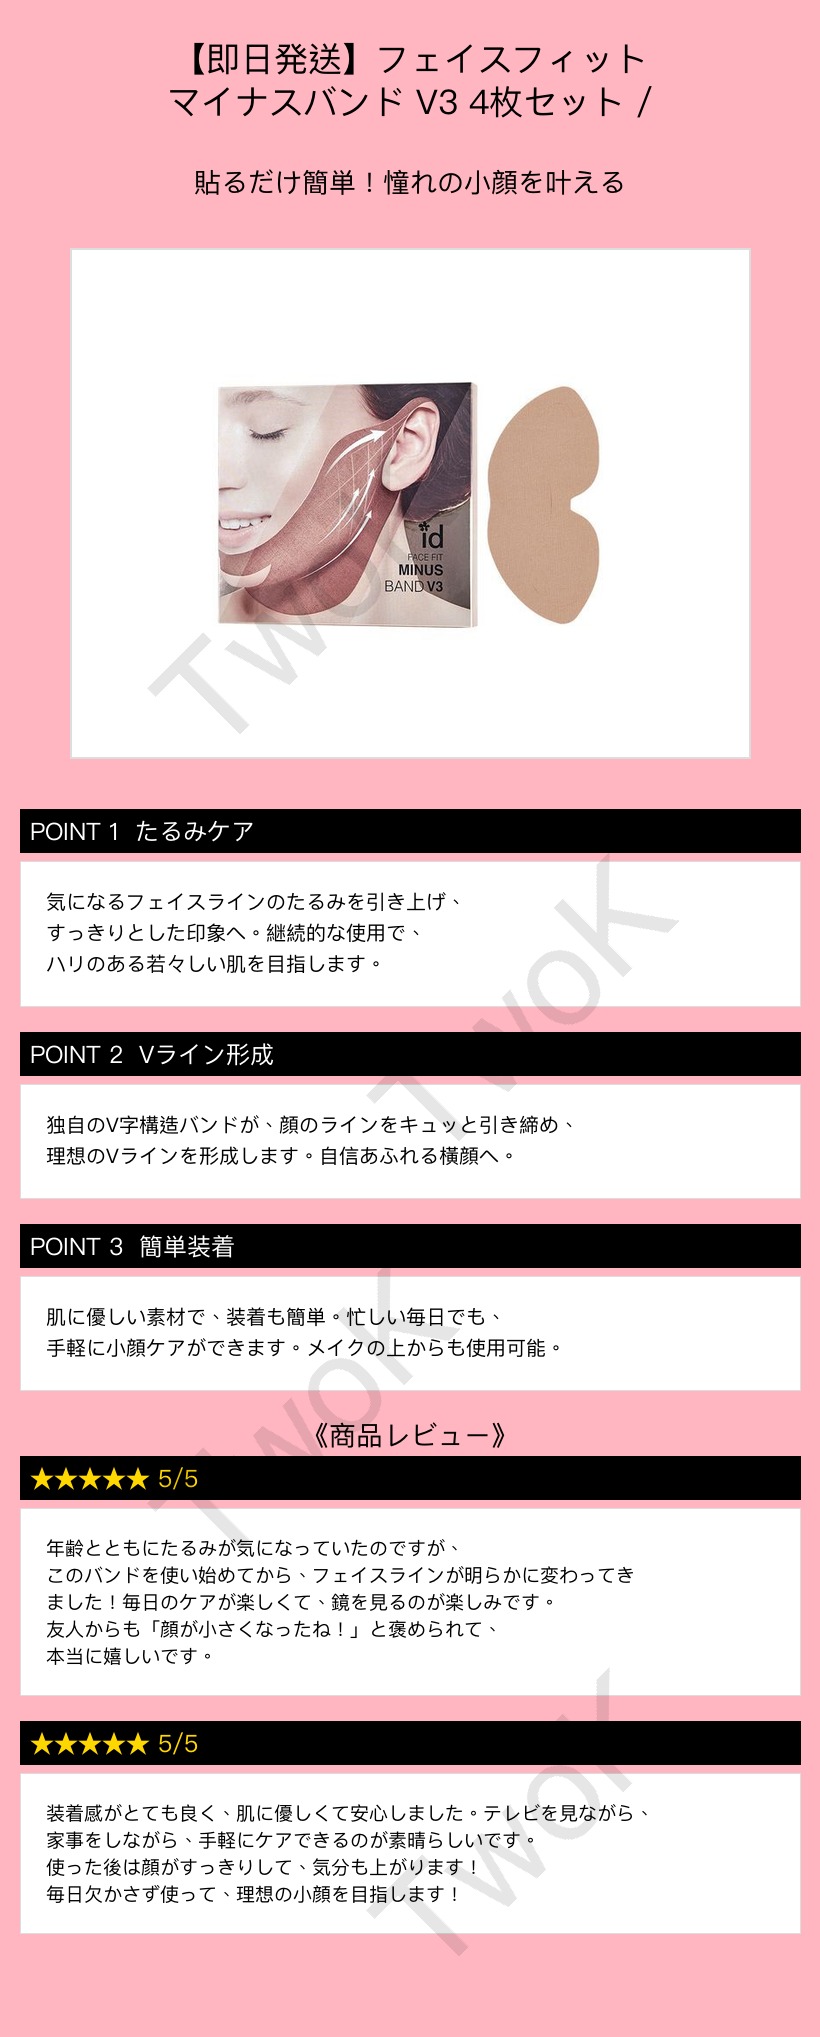 【即日発送】フェイスフィット
マイナスバンド V3 4枚セット /
貼るだけ簡単！憧れの小顔を叶える
id
FACE FIT
MINUS
BAND V3
TwoK
POINT 1 たるみケア
気になるフェイスラインのたるみを引き上げ、
すっきりとした印象へ。継続的な使用で、
ハリのある若々しい肌を目指します。
TwoK
POINT 2 Vライン形成
独自のV字構造バンドが、顔のラインをキュッと引き締め、
理想のVラインを形成します。自信あふれる横顔へ。
POINT 3 簡単装着
肌に優しい素材で、装着も簡単。忙しい毎日でも、
手軽に小顔ケアができます。メイクの上からも使用可能。
TwoK
《商品レビュー》
★★★★★ 5/5
年齢とともにたるみが気になっていたのですが、
このバンドを使い始めてから、フェイスラインが明らかに変わってき
ました！毎日のケアが楽しくて、鏡を見るのが楽しみです。
友人からも「顔が小さくなったね！」と褒められて、
本当に嬉しいです。
★★★★★ 5/5
装着感がとても良く、肌に優しくて安心しました。テレビを見ながら、
家事をしながら、手軽にケアできるのが素晴らしいです。
使った後は顔がすっきりして、気分も上がります！
毎日欠かさず使って、理想の小顔を目指します！
TwoK